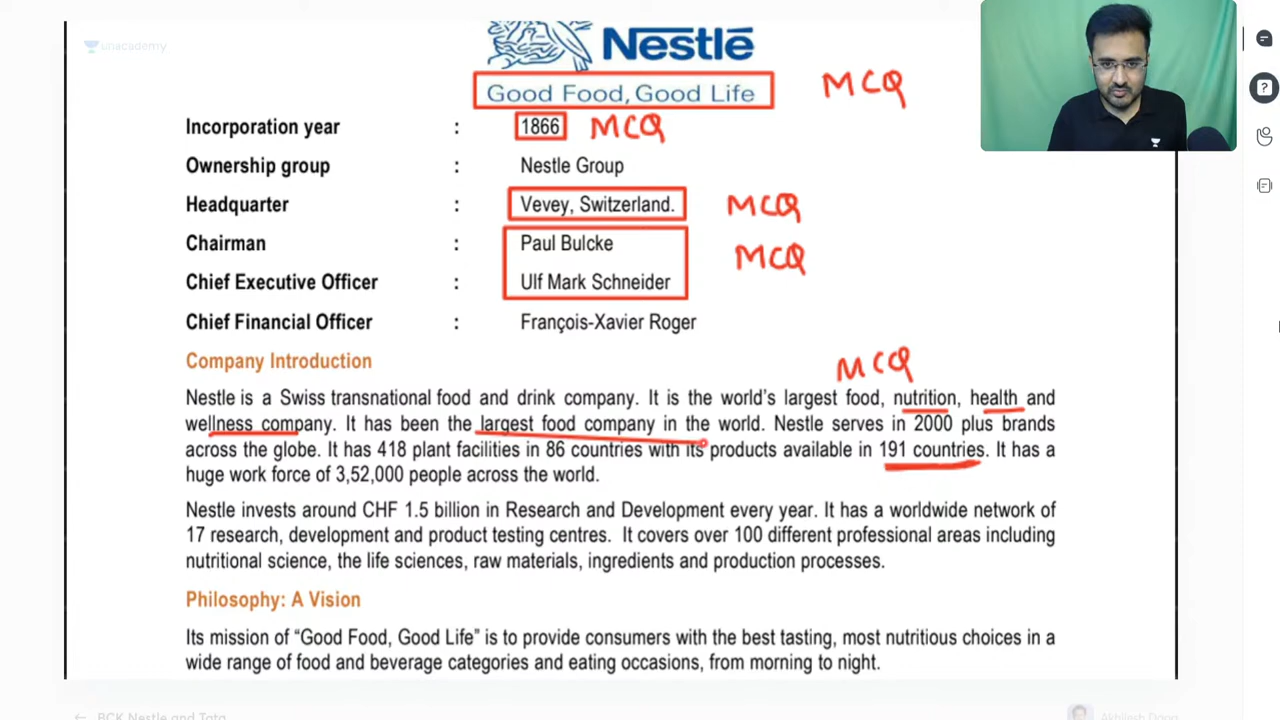 unacademy
Nestlé
Good Food, Good Life MCQ
Incorporation year : 1866 MCQ
Ownership group : Nestle Group
Headquarter : Vevey, Switzerland. MCQ
Chairman : Paul Bulcke MCQ
Chief Executive Officer : Ulf Mark Schneider
Chief Financial Officer : François-Xavier Roger
Company Introduction
MCQ
Nestle is a Swiss transnational food and drink company. It is the world's largest food, nutrition, health and
wellness company. It has been the largest food company in the world. Nestle serves in 2000 plus brands
across the globe. It has 418 plant facilities in 86 countries with its products available in 191 countries. It has a
huge work force of 3,52,000 people across the world.
Nestle invests around CHF 1.5 billion in Research and Development every year. It has a worldwide network of
17 research, development and product testing centres. It covers over 100 different professional areas including
nutritional science, the life sciences, raw materials, ingredients and production processes.
Philosophy: A Vision
Its mission of “Good Food, Good Life” is to provide consumers with the best tasting, most nutritious choices in a
wide range of food and beverage categories and eating occasions, from morning to night.
BCK Nestle and Tata
Akhilesh Daga